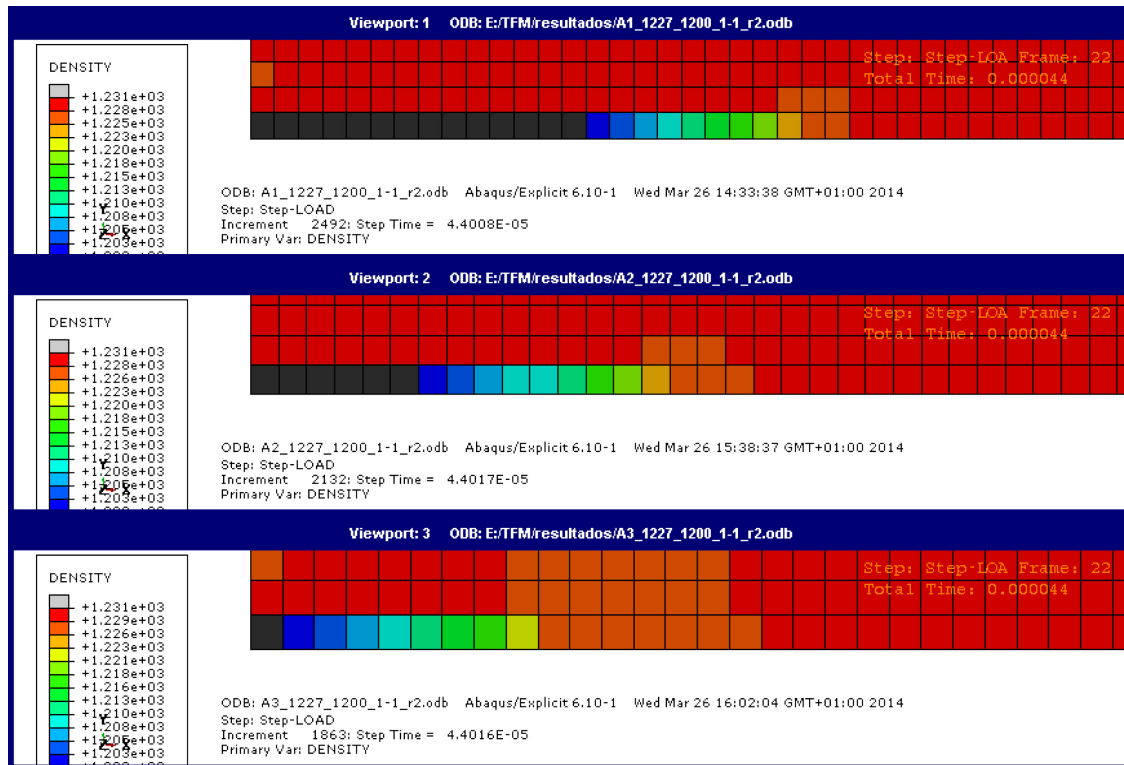 Viewport: 1 ODB: E:/TFM/resultados/A1_1227_1200_1-1_r2.odb
Step: Step-LOA Frame: 22
Total Time: 0.000044
DENSITY
+1.231e+03
+1.228e+03
+1.225e+03
+1.223e+03
+1.220e+03
+1.218e+03
+1.215e+03
+1.213e+03
+1.210e+03
+1.208e+03
+1.205e+03
+1.203e+03
Y
Z X
ODB: A1_1227_1200_1-1_r2.odb Abaqus/Explicit 6.10-1 Wed Mar 26 14:33:38 GMT+01:00 2014
Step: Step-LOAD
Increment 2492: Step Time = 4.4008E-05
Primary Var: DENSITY
Viewport: 2 ODB: E:/TFM/resultados/A2_1227_1200_1-1_r2.odb
Step: Step-LOA Frame: 22
Total Time: 0.000044
DENSITY
+1.231e+03
+1.228e+03
+1.226e+03
+1.223e+03
+1.220e+03
+1.218e+03
+1.215e+03
+1.213e+03
+1.210e+03
+1.208e+03
+1.205e+03
+1.203e+03
Y
Z X
ODB: A2_1227_1200_1-1_r2.odb Abaqus/Explicit 6.10-1 Wed Mar 26 15:38:37 GMT+01:00 2014
Step: Step-LOAD
Increment 2132: Step Time = 4.4017E-05
Primary Var: DENSITY
Viewport: 3 ODB: E:/TFM/resultados/A3_1227_1200_1-1_r2.odb
Step: Step-LOA Frame: 22
Total Time: 0.000044
DENSITY
+1.231e+03
+1.229e+03
+1.226e+03
+1.223e+03
+1.221e+03
+1.218e+03
+1.216e+03
+1.213e+03
+1.210e+03
+1.208e+03
+1.205e+03
+1.203e+03
Y
Z X
ODB: A3_1227_1200_1-1_r2.odb Abaqus/Explicit 6.10-1 Wed Mar 26 16:02:04 GMT+01:00 2014
Step: Step-LOAD
Increment 1863: Step Time = 4.4016E-05
Primary Var: DENSITY